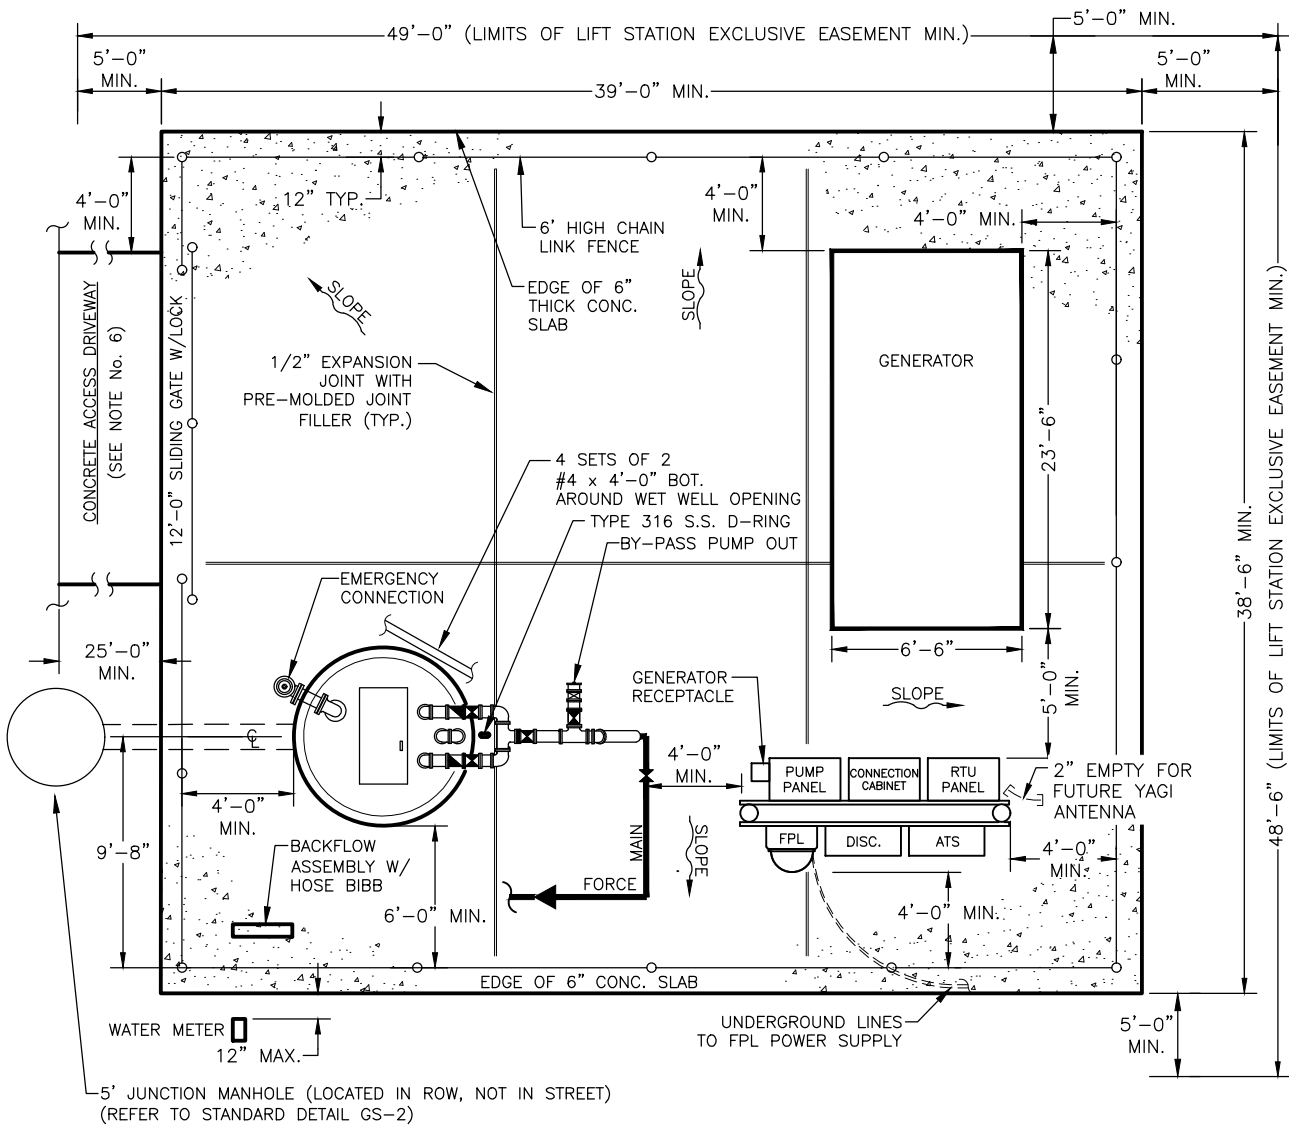 5'-0" MIN.
49'-0" (LIMITS OF LIFT STATION EXCLUSIVE EASEMENT MIN.)
5'-0"
MIN.
5'-0"
MIN.
39'-0" MIN.
4'-0"
MIN.
12" TYP.
4'-0"
MIN.
4'-0" MIN.
6' HIGH CHAIN
LINK FENCE
EDGE OF 6"
THICK CONC.
SLAB
SLOPE
SLOPE
CONCRETE ACCESS DRIVEWAY
(SEE NOTE No. 6)
12'-0" SLIDING GATE W/LOCK
1/2" EXPANSION
JOINT WITH
PRE-MOLDED JOINT
FILLER (TYP.)
GENERATOR
23'-6"
4 SETS OF 2
#4 x 4'-0" BOT.
AROUND WET WELL OPENING
TYPE 316 S.S. D-RING
BY-PASS PUMP OUT
EMERGENCY
CONNECTION
38'-6" MIN.
48'-6" (LIMITS OF LIFT STATION EXCLUSIVE EASEMENT MIN.)
25'-0"
MIN.
6'-6"
GENERATOR
RECEPTACLE
SLOPE
5'-0"
MIN.
CL
4'-0"
MIN.
PUMP
PANEL
CONNECTION
CABINET
RTU
PANEL
2" EMPTY FOR
FUTURE YAGI
ANTENNA
4'-0"
MIN.
9'-8"
BACKFLOW
ASSEMBLY W/
HOSE BIBB
MAIN
SLOPE
FPL
DISC.
ATS
4'-0"
MIN.
FORCE
6'-0" MIN.
4'-0"
MIN.
EDGE OF 6" CONC. SLAB
WATER METER
12" MAX.
UNDERGROUND LINES
TO FPL POWER SUPPLY
5'-0"
MIN.
5' JUNCTION MANHOLE (LOCATED IN ROW, NOT IN STREET)
(REFER TO STANDARD DETAIL GS-2)